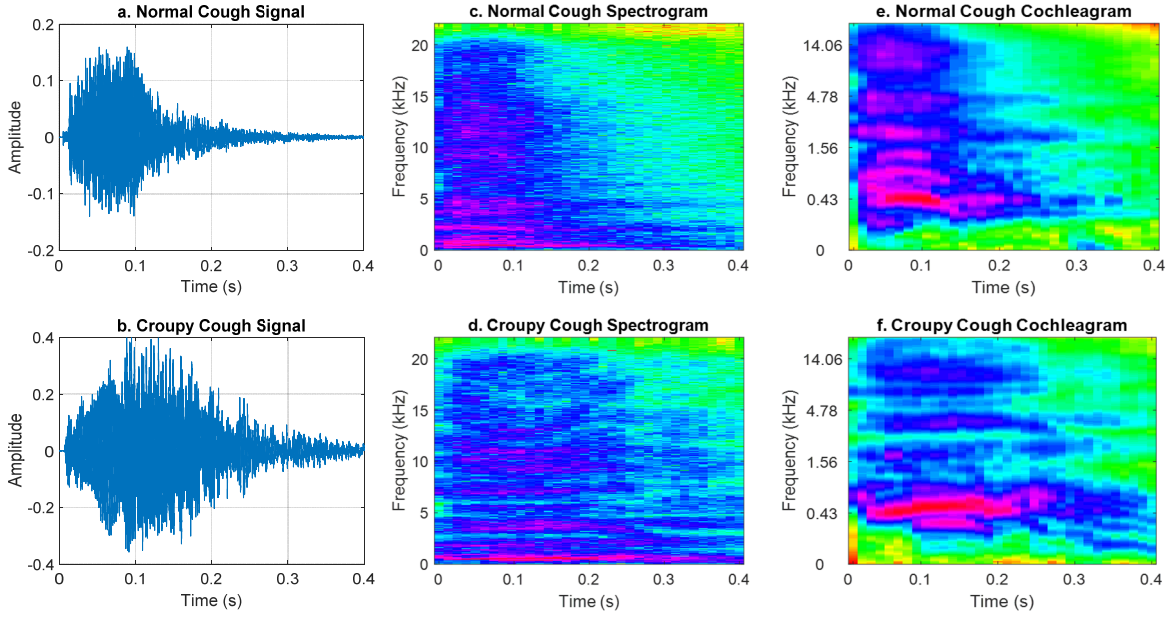 a. Normal Cough Signal
0.2
0.1
0
-0.1
-0.2
Amplitude
0 0.1 0.2 0.3 0.4
Time (s)
c. Normal Cough Spectrogram
20
15
10
5
0
Frequency (kHz)
0 0.1 0.2 0.3 0.4
Time (s)
e. Normal Cough Cochleagram
14.06
4.78
1.56
0.43
0
Frequency (kHz)
0 0.1 0.2 0.3 0.4
Time (s)
b. Croupy Cough Signal
0.4
0.2
0
-0.2
-0.4
Amplitude
0 0.1 0.2 0.3 0.4
Time (s)
d. Croupy Cough Spectrogram
20
15
10
5
0
Frequency (kHz)
0 0.1 0.2 0.3 0.4
Time (s)
f. Croupy Cough Cochleagram
14.06
4.78
1.56
0.43
0
Frequency (kHz)
0 0.1 0.2 0.3 0.4
Time (s)